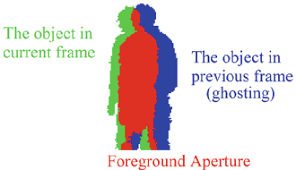 The object in
current frame
The object in
previous frame
(ghosting)
Foreground Aperture